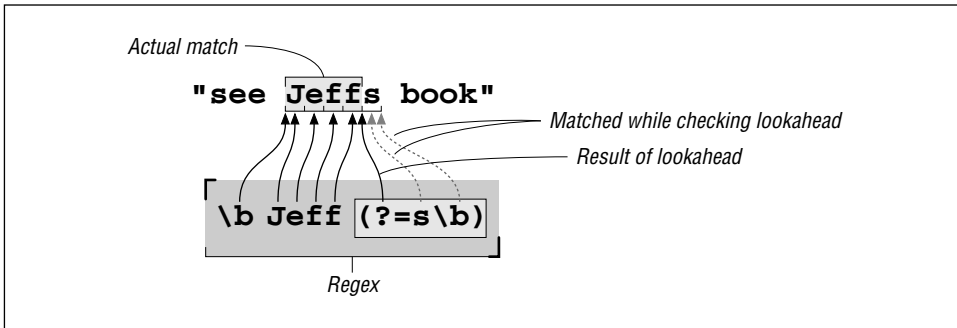 Actual match
"see Jeffs book"
Matched while checking lookahead
Result of lookahead
\b Jeff (?=s\b)
Regex